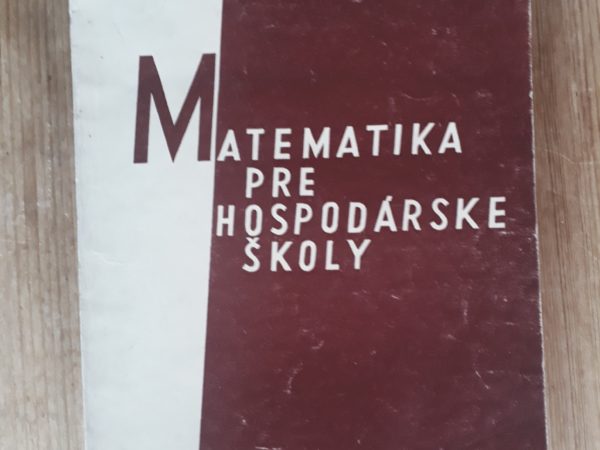 MATEMATIKA
PRE
HOSPODÁRSKE
ŠKOLY